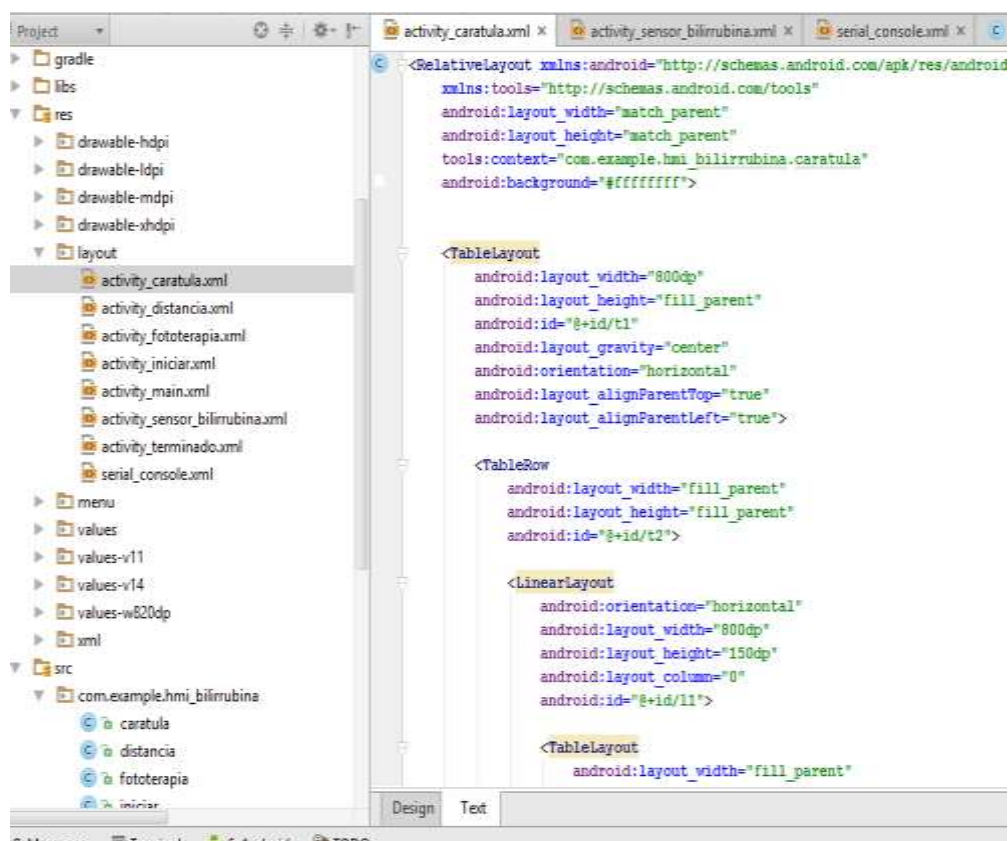 Project
gradle
libs
res
drawable-hdpi
drawable-ldpi
drawable-mdpi
drawable-xhdpi
layout
activity_caratula.xml
activity_distancia.xml
activity_fototerapia.xml
activity_iniciar.xml
activity_main.xml
activity_sensor_bilirrubina.xml
activity_terminado.xml
serial_console.xml
menu
values
values-v11
values-v14
values-w820dp
xml
src
com.example.hmi_bilirrubina
caratula
distancia
fototerapia
iniciar
activity_caratula.xml
activity_sensor_bilirrubina.xml
serial_console.xml
<RelativeLayout xmlns:android="http://schemas.android.com/apk/res/android
xmlns:tools="http://schemas.android.com/tools"
android:layout_width="match_parent"
android:layout_height="match_parent"
tools:context="com.example.hmi_bilirrubina.caratula"
android:background="#ffffffff">
<TableLayout
android:layout_width="800dp"
android:layout_height="fill_parent"
android:id="@+id/t1"
android:layout_gravity="center"
android:orientation="horizontal"
android:layout_alignParentTop="true"
android:layout_alignParentLeft="true">
<TableRow
android:layout_width="fill_parent"
android:layout_height="fill_parent"
android:id="@+id/t2">
<LinearLayout
android:orientation="horizontal"
android:layout_width="800dp"
android:layout_height="150dp"
android:layout_column="0"
android:id="@+id/l1">
<TableLayout
android:layout_width="fill_parent"
Design Text